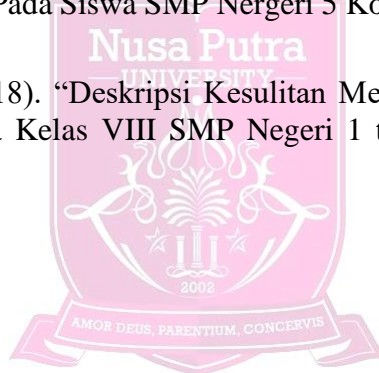 Pada Siswa SMP Nergeri 5 Ko
Nusa Putra
UNIVERSITY
18). “Deskripsi Kesulitan Me
Kelas VIII SMP Negeri 1 t
2002
AMOR DEUS, PARENTIUM, CONCERVIS